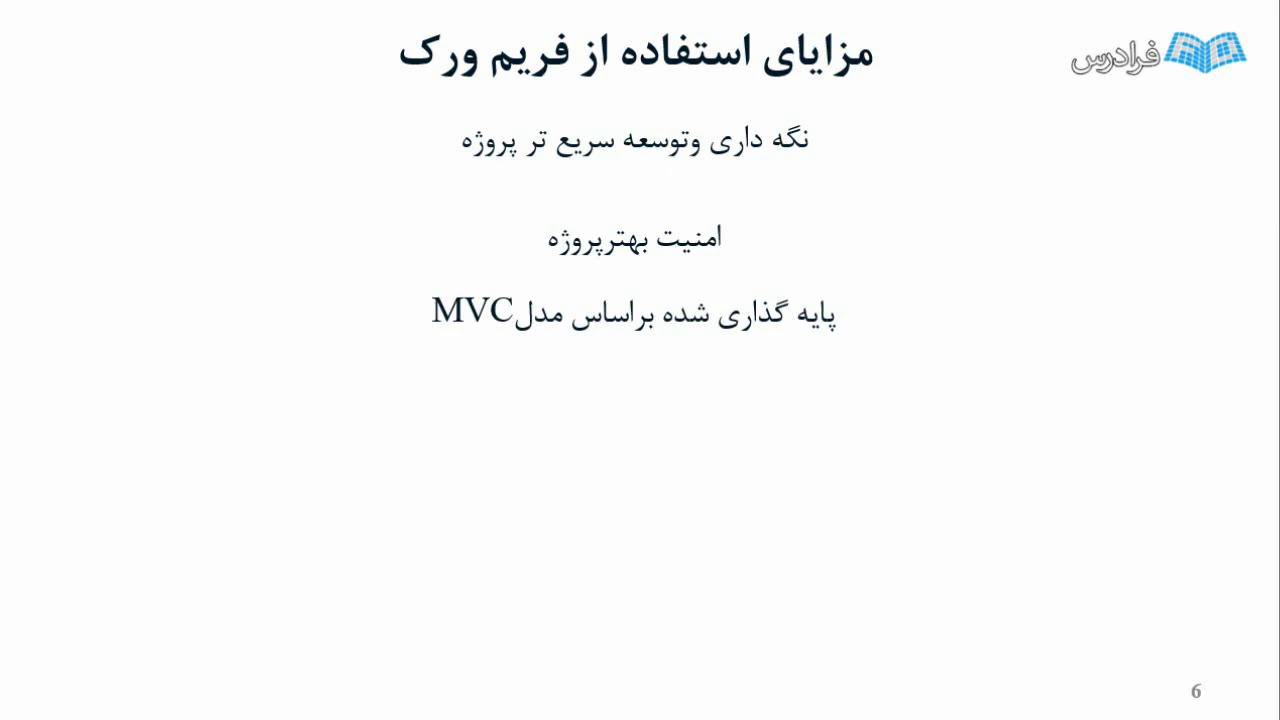 مزایای استفاده از فریم ورک
فرادرس
نگه داری وتوسعه سریع تر پروژه
امنیت بهترپروژه
پایه گذاری شده براساس مدلMVC
6